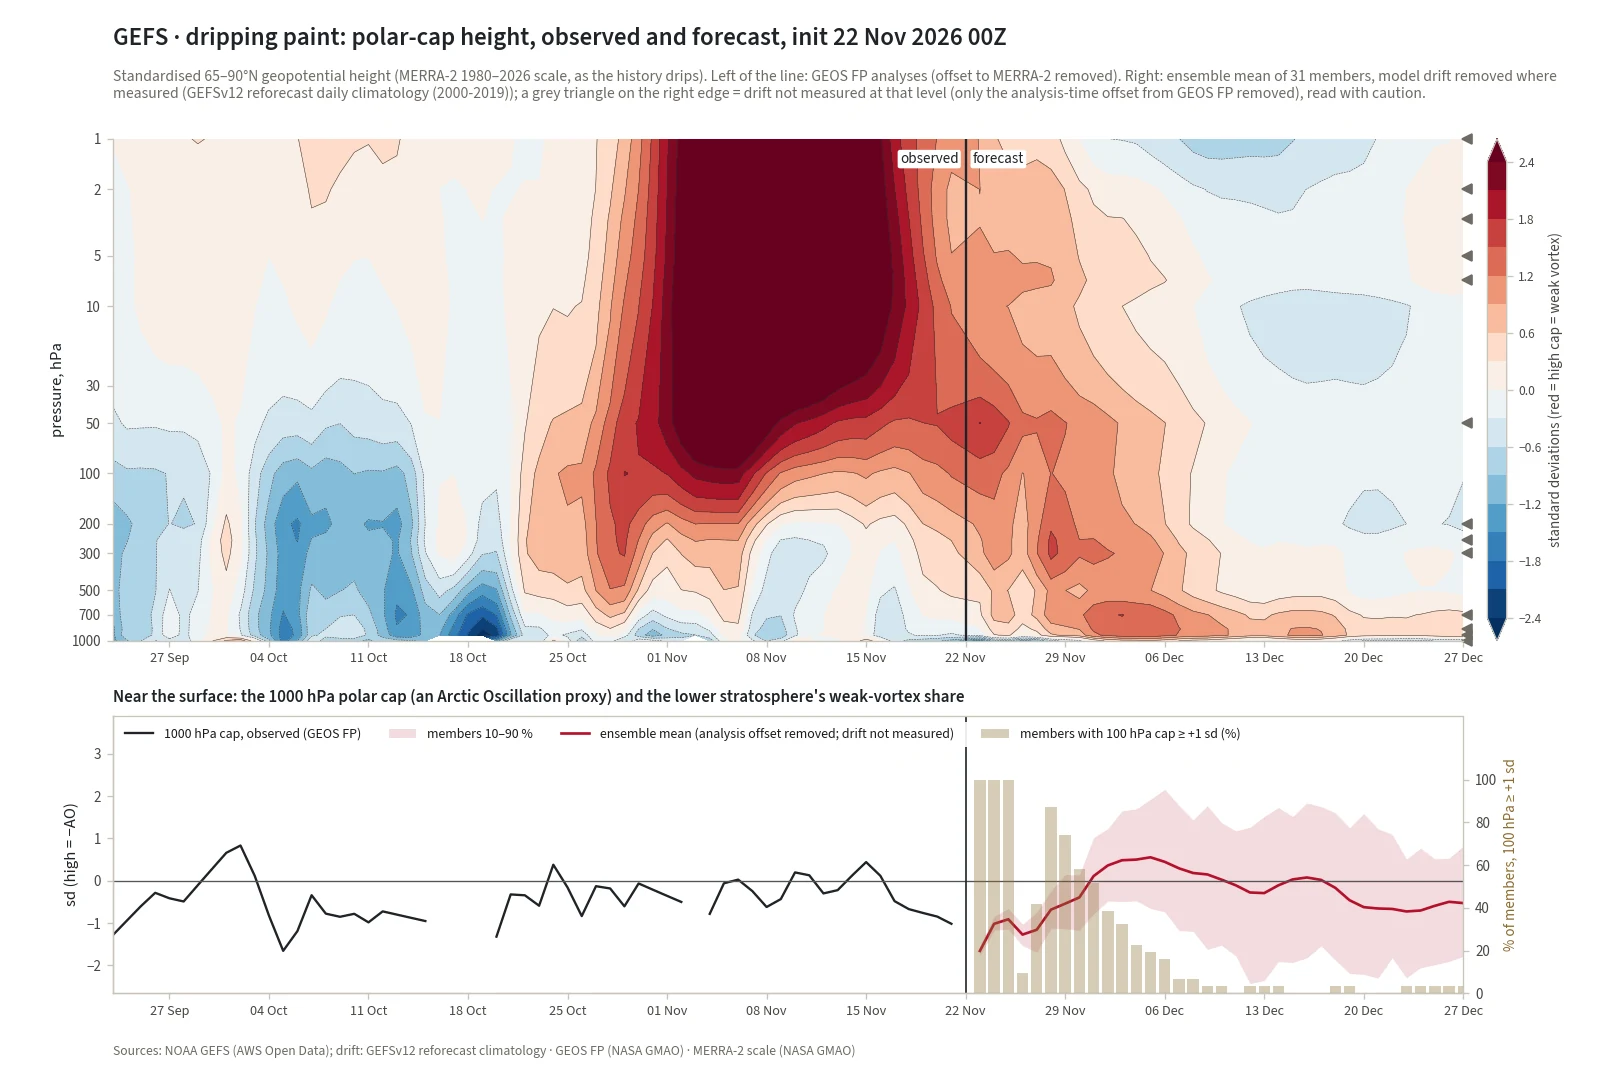 GEFS · dripping paint: polar-cap height, observed and forecast, init 22 Nov 2026 00Z
Standardised 65–90°N geopotential height (MERRA-2 1980–2026 scale, as the history drips). Left of the line: GEOS FP analyses (offset to MERRA-2 removed). Right: ensemble mean of 31 members, model drift removed where
measured (GEFSv12 reforecast daily climatology (2000-2019)); a grey triangle on the right edge = drift not measured at that level (only the analysis-time offset from GEOS FP removed), read with caution.
pressure, hPa
1
2
5
10
30
50
100
200
300
500
700
1000
observed
forecast
27 Sep
04 Oct
11 Oct
18 Oct
25 Oct
01 Nov
08 Nov
15 Nov
22 Nov
29 Nov
06 Dec
13 Dec
20 Dec
27 Dec
2.4
1.8
1.2
0.6
0.0
−0.6
−1.2
−1.8
−2.4
standard deviations (red = high cap = weak vortex)
Near the surface: the 1000 hPa polar cap (an Arctic Oscillation proxy) and the lower stratosphere's weak-vortex share
1000 hPa cap, observed (GEOS FP)
members 10–90 %
ensemble mean (analysis offset removed; drift not measured)
members with 100 hPa cap ≥ +1 sd (%)
sd (high = −AO)
3
2
1
0
−1
−2
100
80
60
40
20
0
% of members, 100 hPa ≥ +1 sd
27 Sep
04 Oct
11 Oct
18 Oct
25 Oct
01 Nov
08 Nov
15 Nov
22 Nov
29 Nov
06 Dec
13 Dec
20 Dec
27 Dec
Sources: NOAA GEFS (AWS Open Data); drift: GEFSv12 reforecast climatology · GEOS FP (NASA GMAO) · MERRA-2 scale (NASA GMAO)